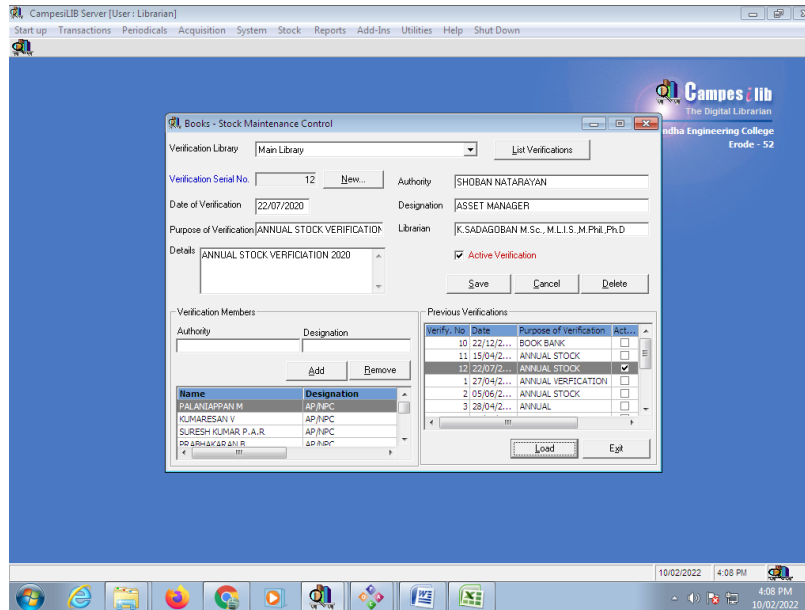 CampesiLIB Server [User : Librarian]
Start up Transactions Periodicals Acquisition System Stock Reports Add-Ins Utilities Help Shut Down
Campes i lib
The Digital Librarian
ndha Engineering College
Erode - 52
Books - Stock Maintenance Control
Verification Library Main Library List Verifications
Verification Serial No. 12 New... Authority SHOBAN NATARAYAN
Date of Verification 22/07/2020 Designation ASSET MANAGER
Purpose of Verification ANNUAL STOCK VERIFICATION Librarian K.SADAGOBAN M.Sc., M.L.I.S.,M.Phil.,Ph.D
Details ANNUAL STOCK VERFICIATION 2020 Active Verification
Save Cancel Delete
Verification Members Previous Verifications
Authority Designation
Add Remove
Name Designation
PALANIAPPAN M AP/NPC
KUMARESAN V AP/NPC
SURESH KUMAR P.A.R. AP/NPC
PRABHAKARAN B AP/NPC
Verify. No Date Purpose of Verification Act...
10 22/12/2... BOOK BANK
11 15/04/2... ANNUAL STOCK
12 22/07/2... ANNUAL STOCK
1 27/04/2... ANNUAL VERFICATION
2 05/06/2... ANNUAL STOCK
3 28/04/2... ANNUAL
Load Exit
10/02/2022 4:08 PM
4:08 PM
10/02/2022